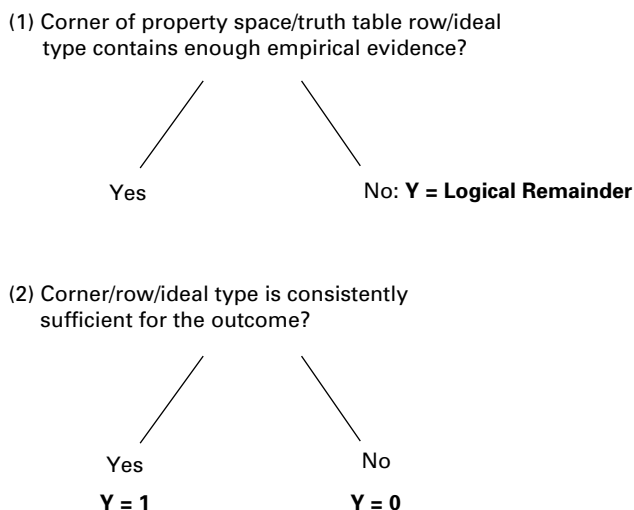 (1) Corner of property space/truth table row/ideal
type contains enough empirical evidence?
Yes
No: Y = Logical Remainder
(2) Corner/row/ideal type is consistently
sufficient for the outcome?
Yes
No
Y = 1
Y = 0